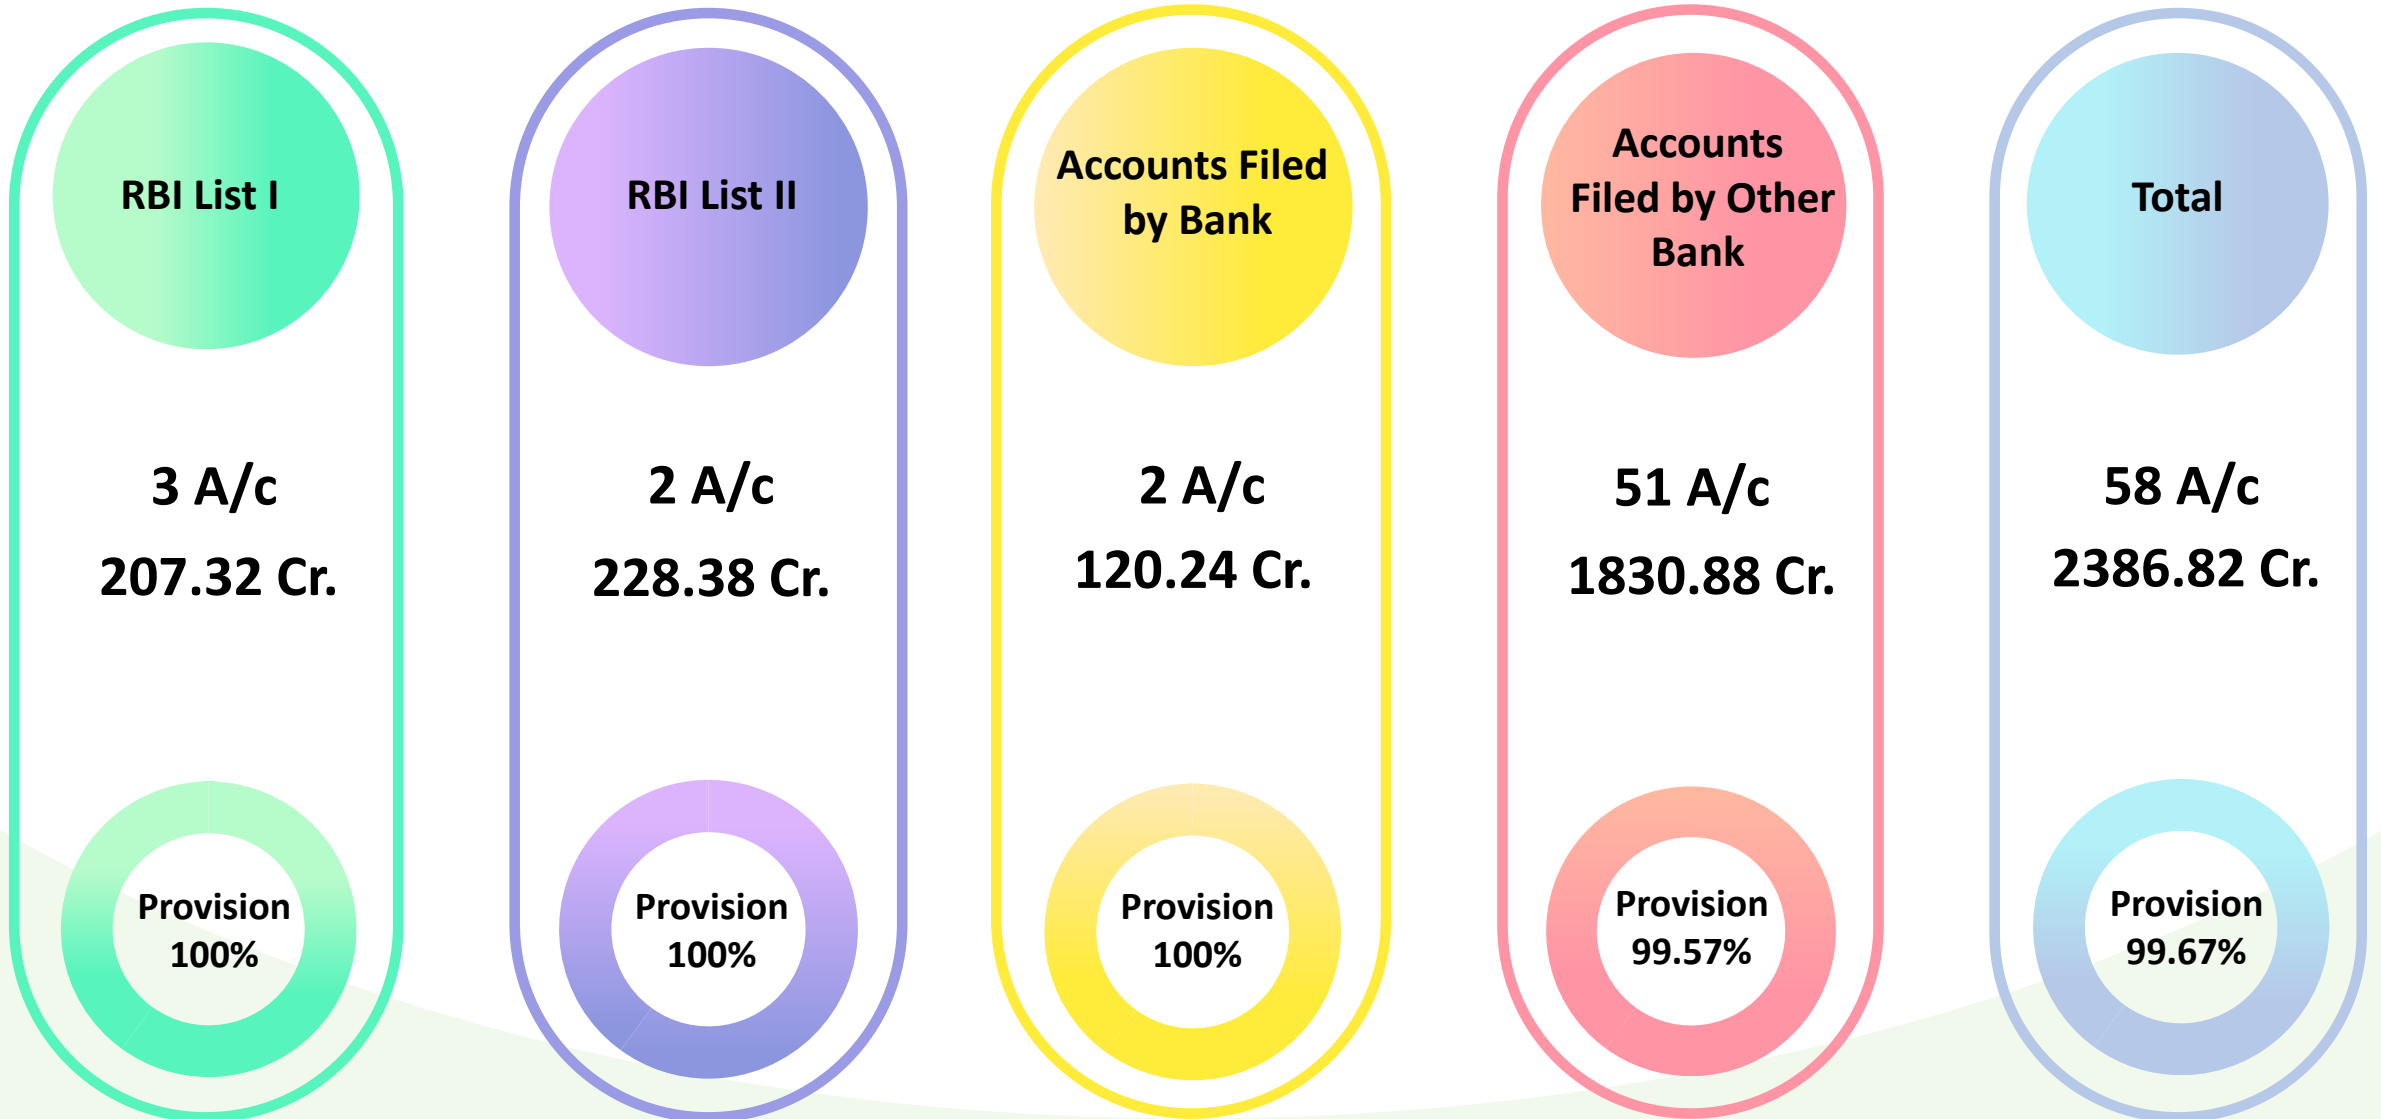 RBI List I
3 A/c
207.32 Cr.
Provision
100%
RBI List II
2 A/c
228.38 Cr.
Provision
100%
Accounts Filed
by Bank
2 A/c
120.24 Cr.
Provision
100%
Accounts
Filed by Other
Bank
51 A/c
1830.88 Cr.
Provision
99.57%
Total
58 A/c
2386.82 Cr.
Provision
99.67%